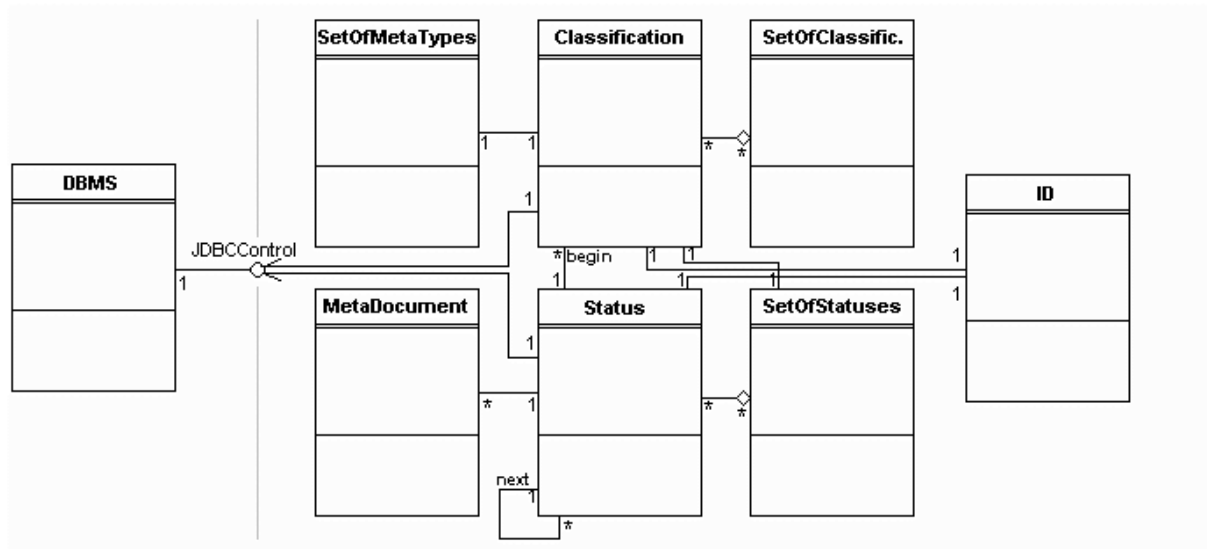 SetOfMetaTypes Classification SetOfClassific.
1 1 * *
DBMS
ID
1
JDBCControl
* begin 1 1 1
1
1 1 1 1
MetaDocument Status SetOfStatuses
1
* 1 * *
next
1
*